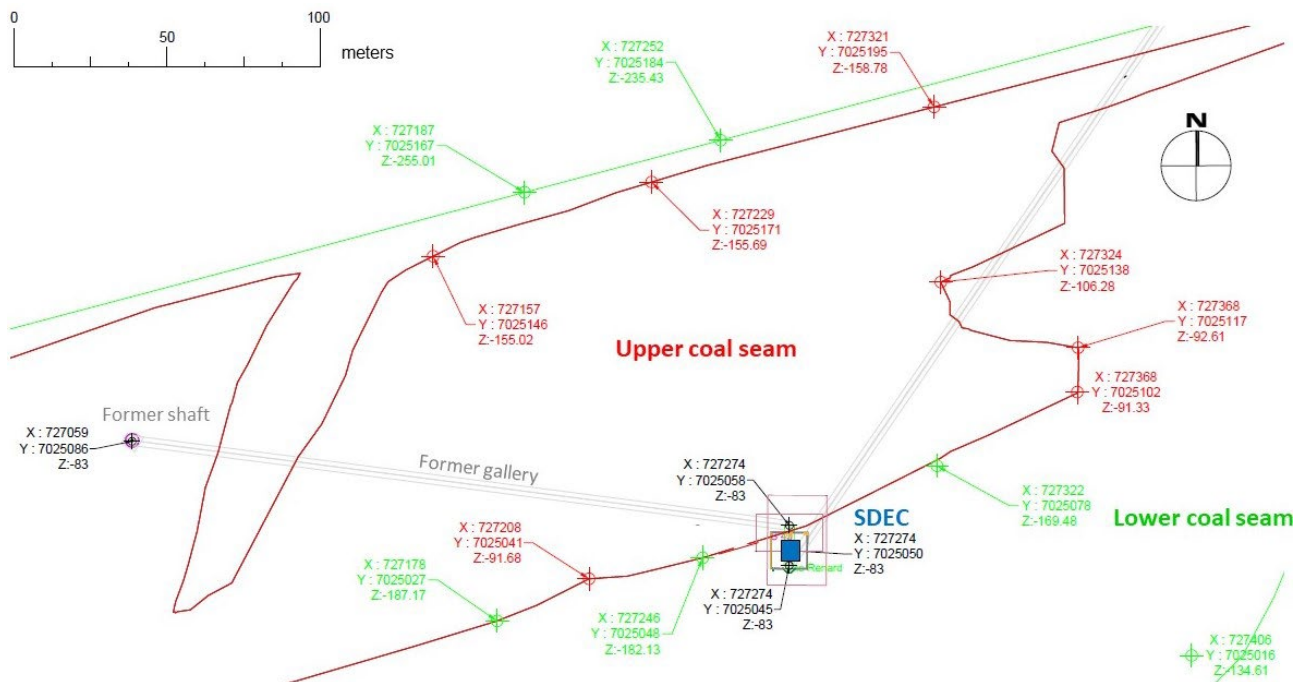 0
100
50
meters
X : 727252
Y : 7025184
Z:-235.43
X : 727321
Y : 7025195
Z:-158.78
N
X : 727187
Y : 7025167
Z:-255.01
X : 727229
Y : 7025171
Z:-155.69
X : 727324
Y : 7025138
Z:-106.28
X : 727157
Y : 7025146
Z:-155.02
X : 727368
Y : 7025117
Z:-92.61
Upper coal seam
X : 727368
Y : 7025102
Z:-91.33
Former shaft
X : 727059
Y : 7025086
Z:-83
Former gallery
X : 727274
Y : 7025058
Z:-83
X : 727322
Y : 7025078
Z:-169.48
SDEC
Lower coal seam
X : 727274
Y : 7025050
Z:-83
X : 727208
Y : 7025041
Z:-91.68
Renard
X : 727178
Y : 7025027
Z:-187.17
X : 727274
Y : 7025045
Z:-83
X : 727246
Y : 7025048
Z:-182.13
X : 727406
Y : 7025016
Z:-134.61